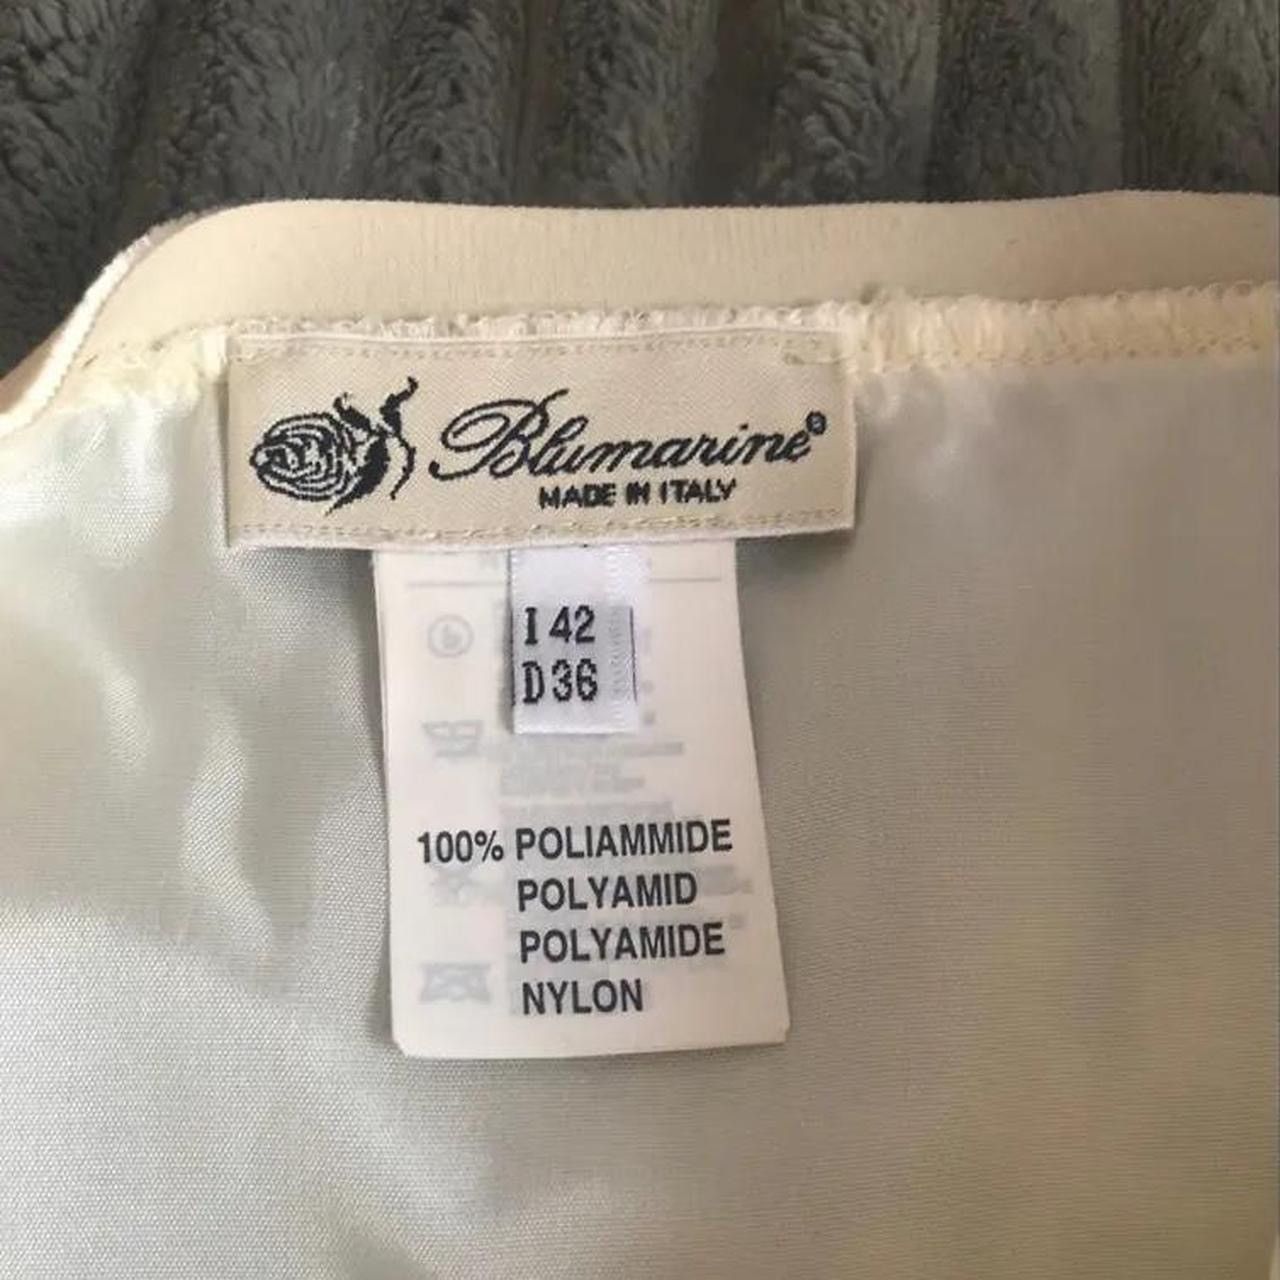 Blumarine®
MADE IN ITALY
I 42
D 36
100% POLIAMMIDE
POLYAMID
POLYAMIDE
NYLON